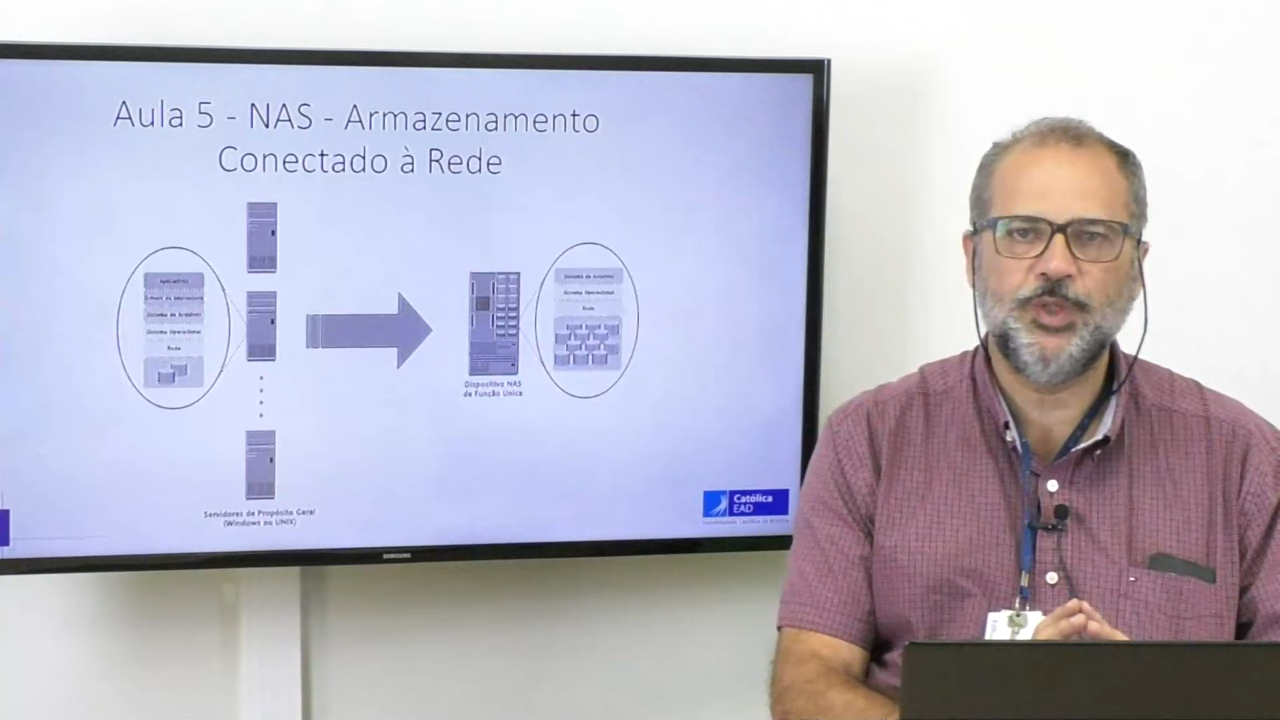 Aula 5 - NAS - Armazenamento
Conectado à Rede
Aplicativos
Sistema de Arquivos
Sistema Operacional
Rede
Sistema de Arquivos
Sistema Operacional
Rede
Dispositivo NAS
de Função Única
Servidores de Propósito Geral
(Windows ou UNIX)
Católica
EAD
SAMSUNG